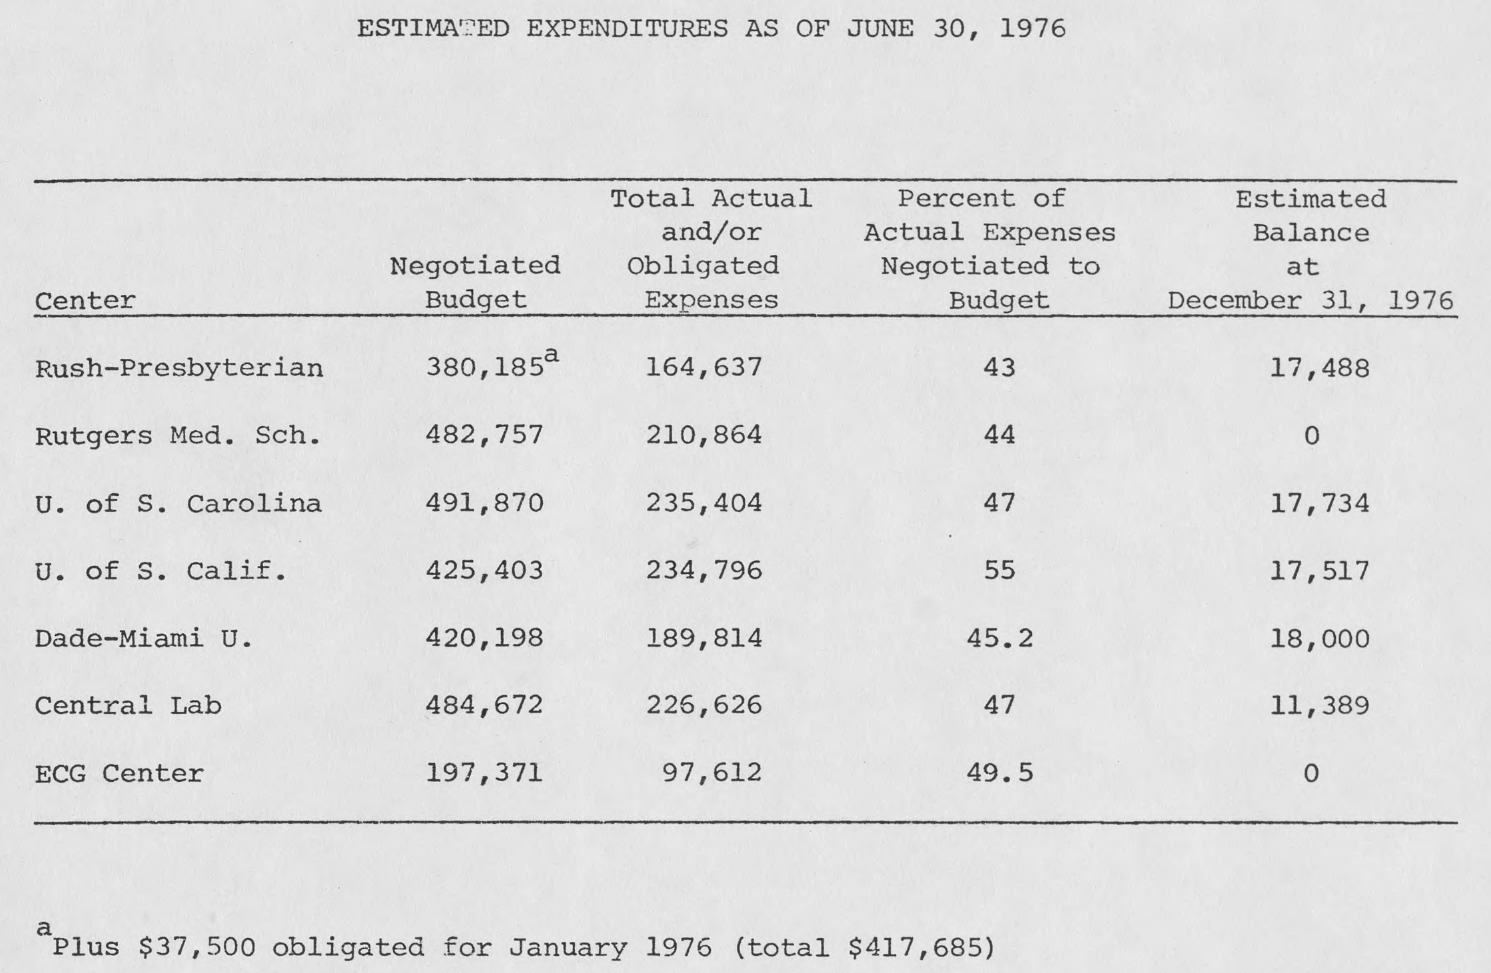 ESTIMATED EXPENDITURES AS OF JUNE 30, 1976
Total Actual Percent of Estimated
and/or Actual Expenses Balance
Negotiated Obligated Negotiated to at
Center Budget Expenses Budget December 31, 1976
Rush-Presbyterian 380,185a 164,637 43 17,488
Rutgers Med. Sch. 482,757 210,864 44 0
U. of S. Carolina 491,870 235,404 47 17,734
U. of S. Calif. 425,403 234,796 55 17,517
Dade-Miami U. 420,198 189,814 45.2 18,000
Central Lab 484,672 226,626 47 11,389
ECG Center 197,371 97,612 49.5 0
aPlus $37,500 obligated for January 1976 (total $417,685)